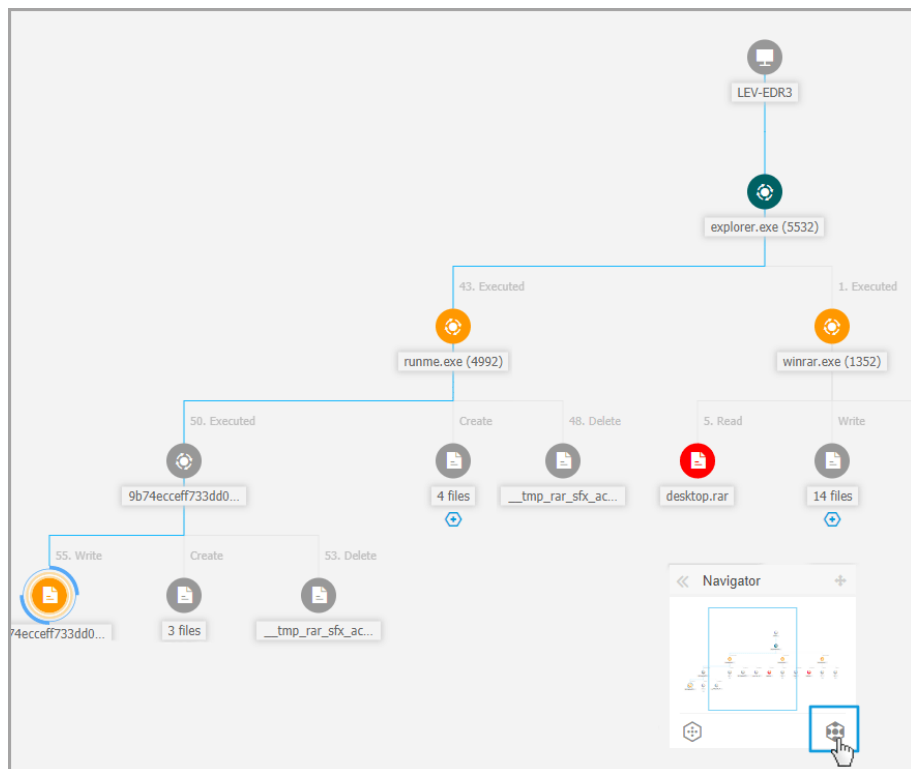 LEV-EDR3
explorer.exe (5532)
43. Executed
1. Executed
runme.exe (4992)
winrar.exe (1352)
50. Executed
Create
48. Delete
5. Read
Write
9b74ecceff733dd0...
4 files
__tmp_rar_sfx_ac...
desktop.rar
14 files
55. Write
Create
53. Delete
74ecceff733dd0...
3 files
__tmp_rar_sfx_ac...
Navigator